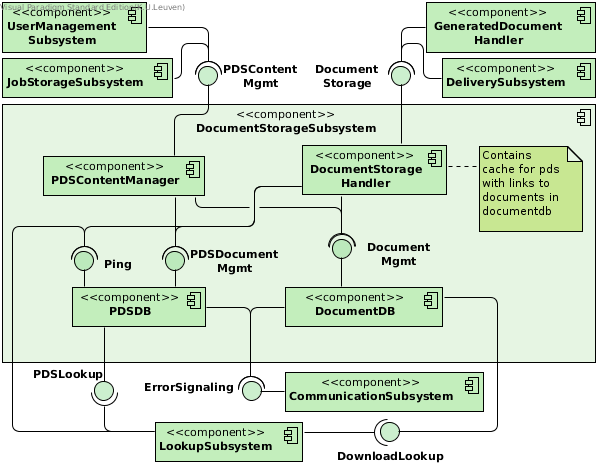 Visual Paradigm Standard Edition(K.U.Leuven)
<<component>>
UserManagement
Subsystem
<<component>>
GeneratedDocument
Handler
<<component>>
JobStorageSubsystem
PDSContent
Mgmt
Document
Storage
<<component>>
DeliverySubsystem
<<component>>
DocumentStorageSubsystem
<<component>>
PDSContentManager
<<component>>
DocumentStorage
Handler
Contains
cache for pds
with links to
documents in
documentdb
Ping
PDSDocument
Mgmt
Document
Mgmt
<<component>>
PDSDB
<<component>>
DocumentDB
PDSLookup
ErrorSignaling
<<component>>
CommunicationSubsystem
<<component>>
LookupSubsystem
DownloadLookup